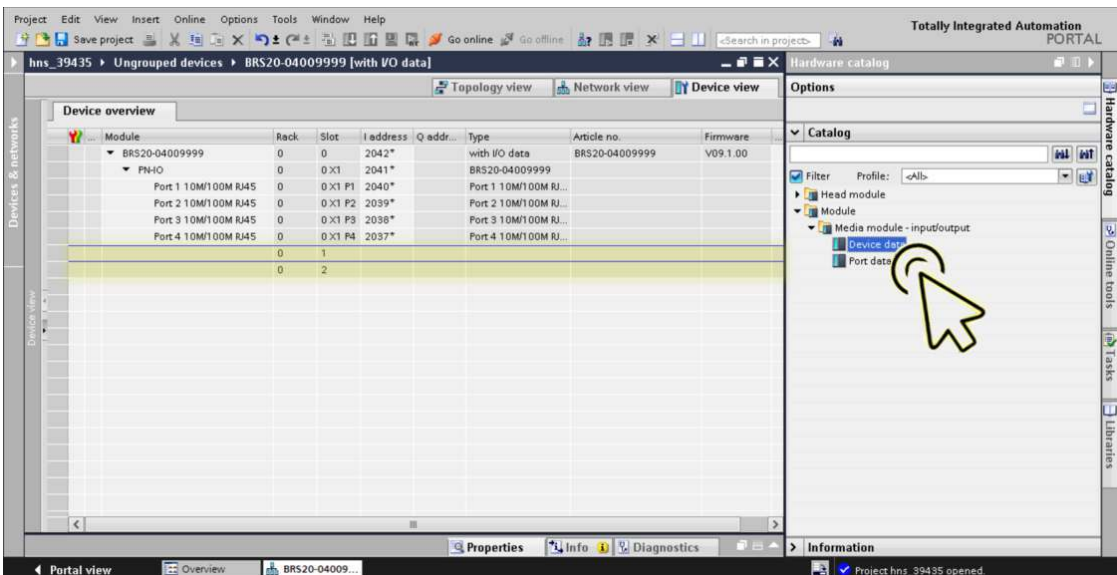 Project Edit View Insert Online Options Tools Window Help
Totally Integrated Automation
PORTAL
Save project Go online Go offline <Search in project>
hns_39435 ▸ Ungrouped devices ▸ BRS20-04009999 [with I/O data]
Hardware catalog
Topology view Network view Device view
Options
Device overview
... Module Rack Slot I address Q addr... Type Article no. Firmware ...
BRS20-04009999 0 0 2042* with I/O data BRS20-04009999 V09.1.00
PN-IO 0 0 X1 2041* BRS20-04009999
Port 1 10M/100M RJ45 0 0 X1 P1 2040* Port 1 10M/100M RJ...
Port 2 10M/100M RJ45 0 0 X1 P2 2039* Port 2 10M/100M RJ...
Port 3 10M/100M RJ45 0 0 X1 P3 2038* Port 3 10M/100M RJ...
Port 4 10M/100M RJ45 0 0 X1 P4 2037* Port 4 10M/100M RJ...
0 1
0 2
Catalog
Filter Profile: <All>
Head module
Module
Media module - input/output
Device data
Port data
Devices & networks
Device view
Hardware catalog
Online tools
Tasks
Libraries
Properties Info Diagnostics
Information
Portal view Overview BRS20-04009...
Project hns_39435 opened.